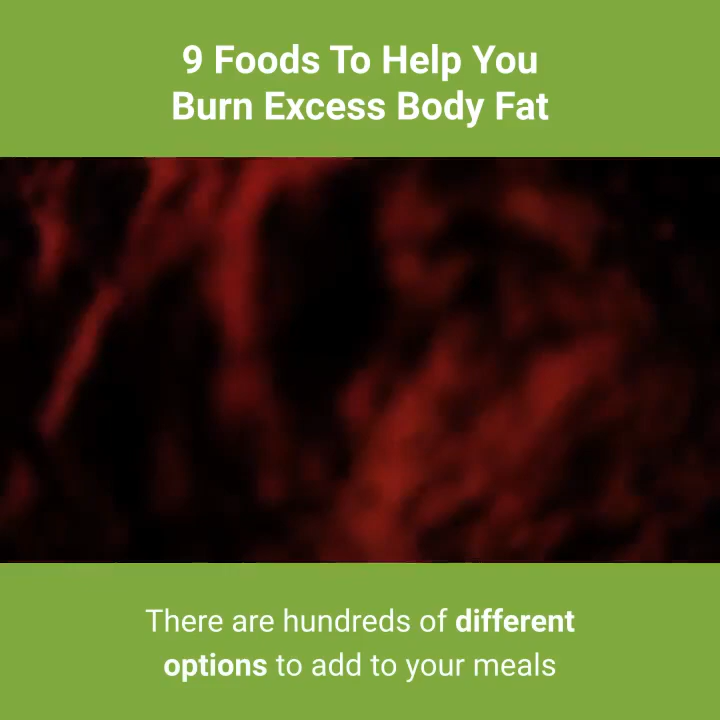 9 Foods To Help You
Burn Excess Body Fat
There are hundreds of different
options to add to your meals